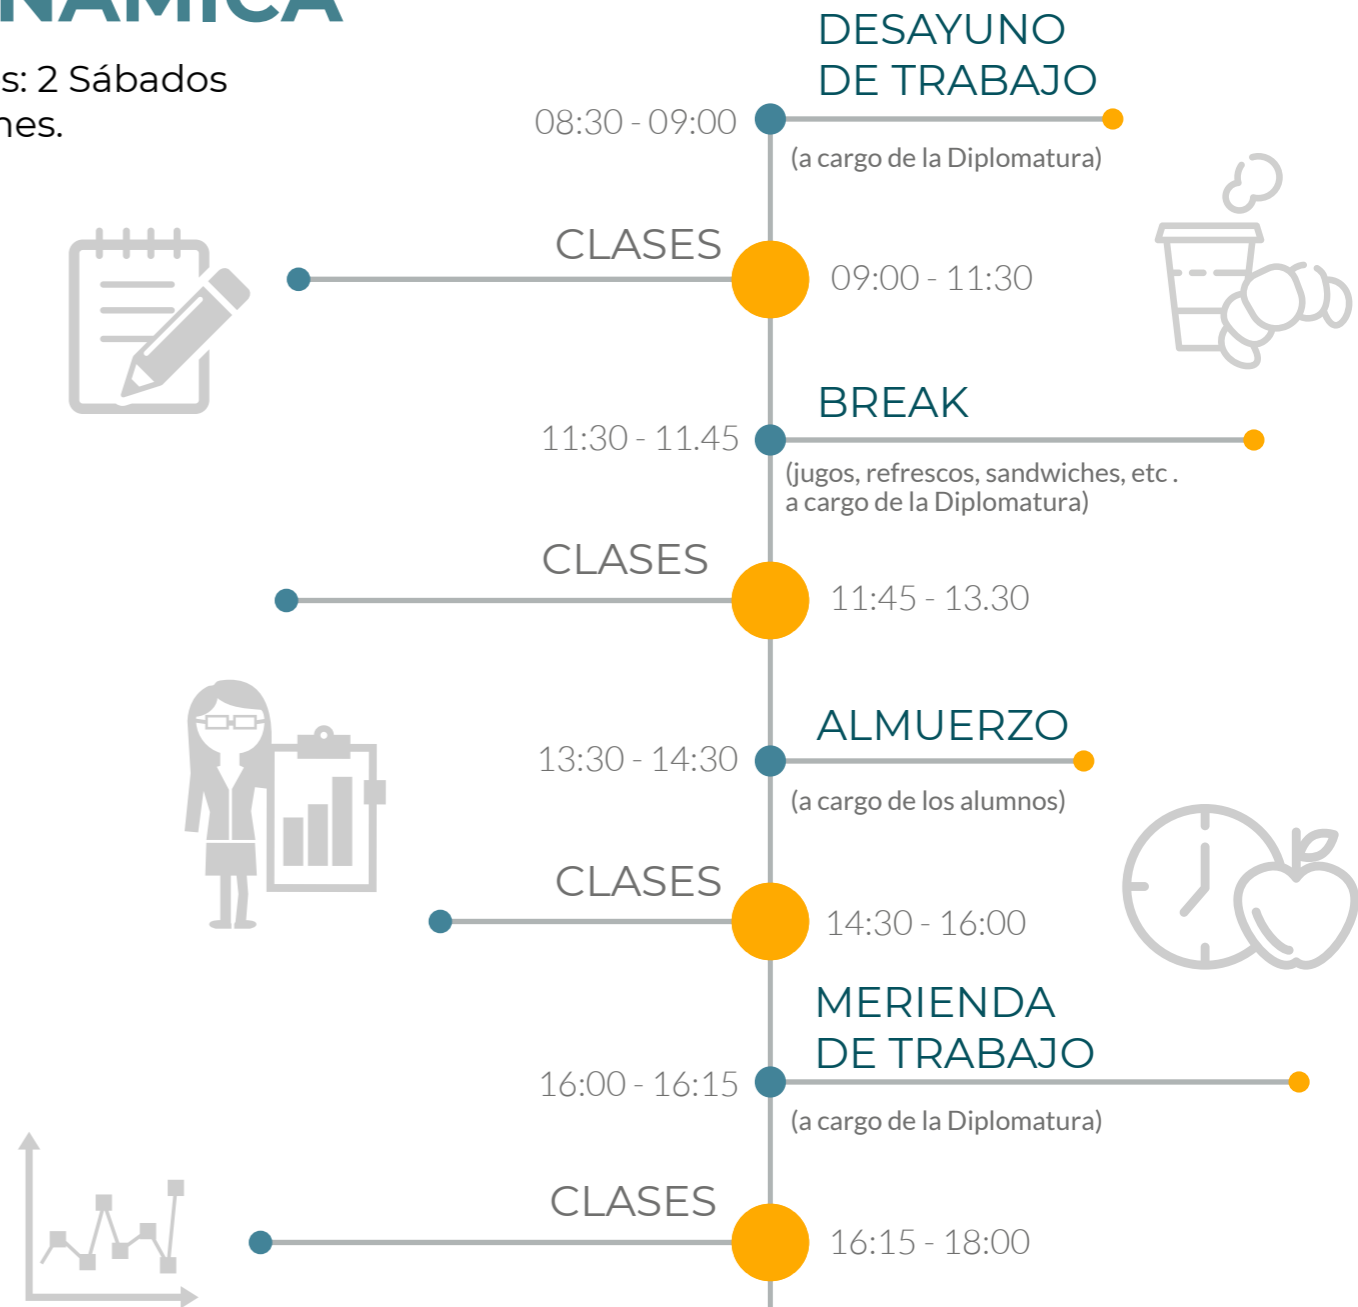 NÁMICA
s: 2 Sábados
nes.
DESAYUNO
DE TRABAJO
08:30 - 09:00
(a cargo de la Diplomatura)
CLASES
09:00 - 11:30
BREAK
11:30 - 11.45
(jugos, refrescos, sandwiches, etc .
a cargo de la Diplomatura)
CLASES
11:45 - 13.30
ALMUERZO
13:30 - 14:30
(a cargo de los alumnos)
CLASES
14:30 - 16:00
MERIENDA
DE TRABAJO
16:00 - 16:15
(a cargo de la Diplomatura)
CLASES
16:15 - 18:00